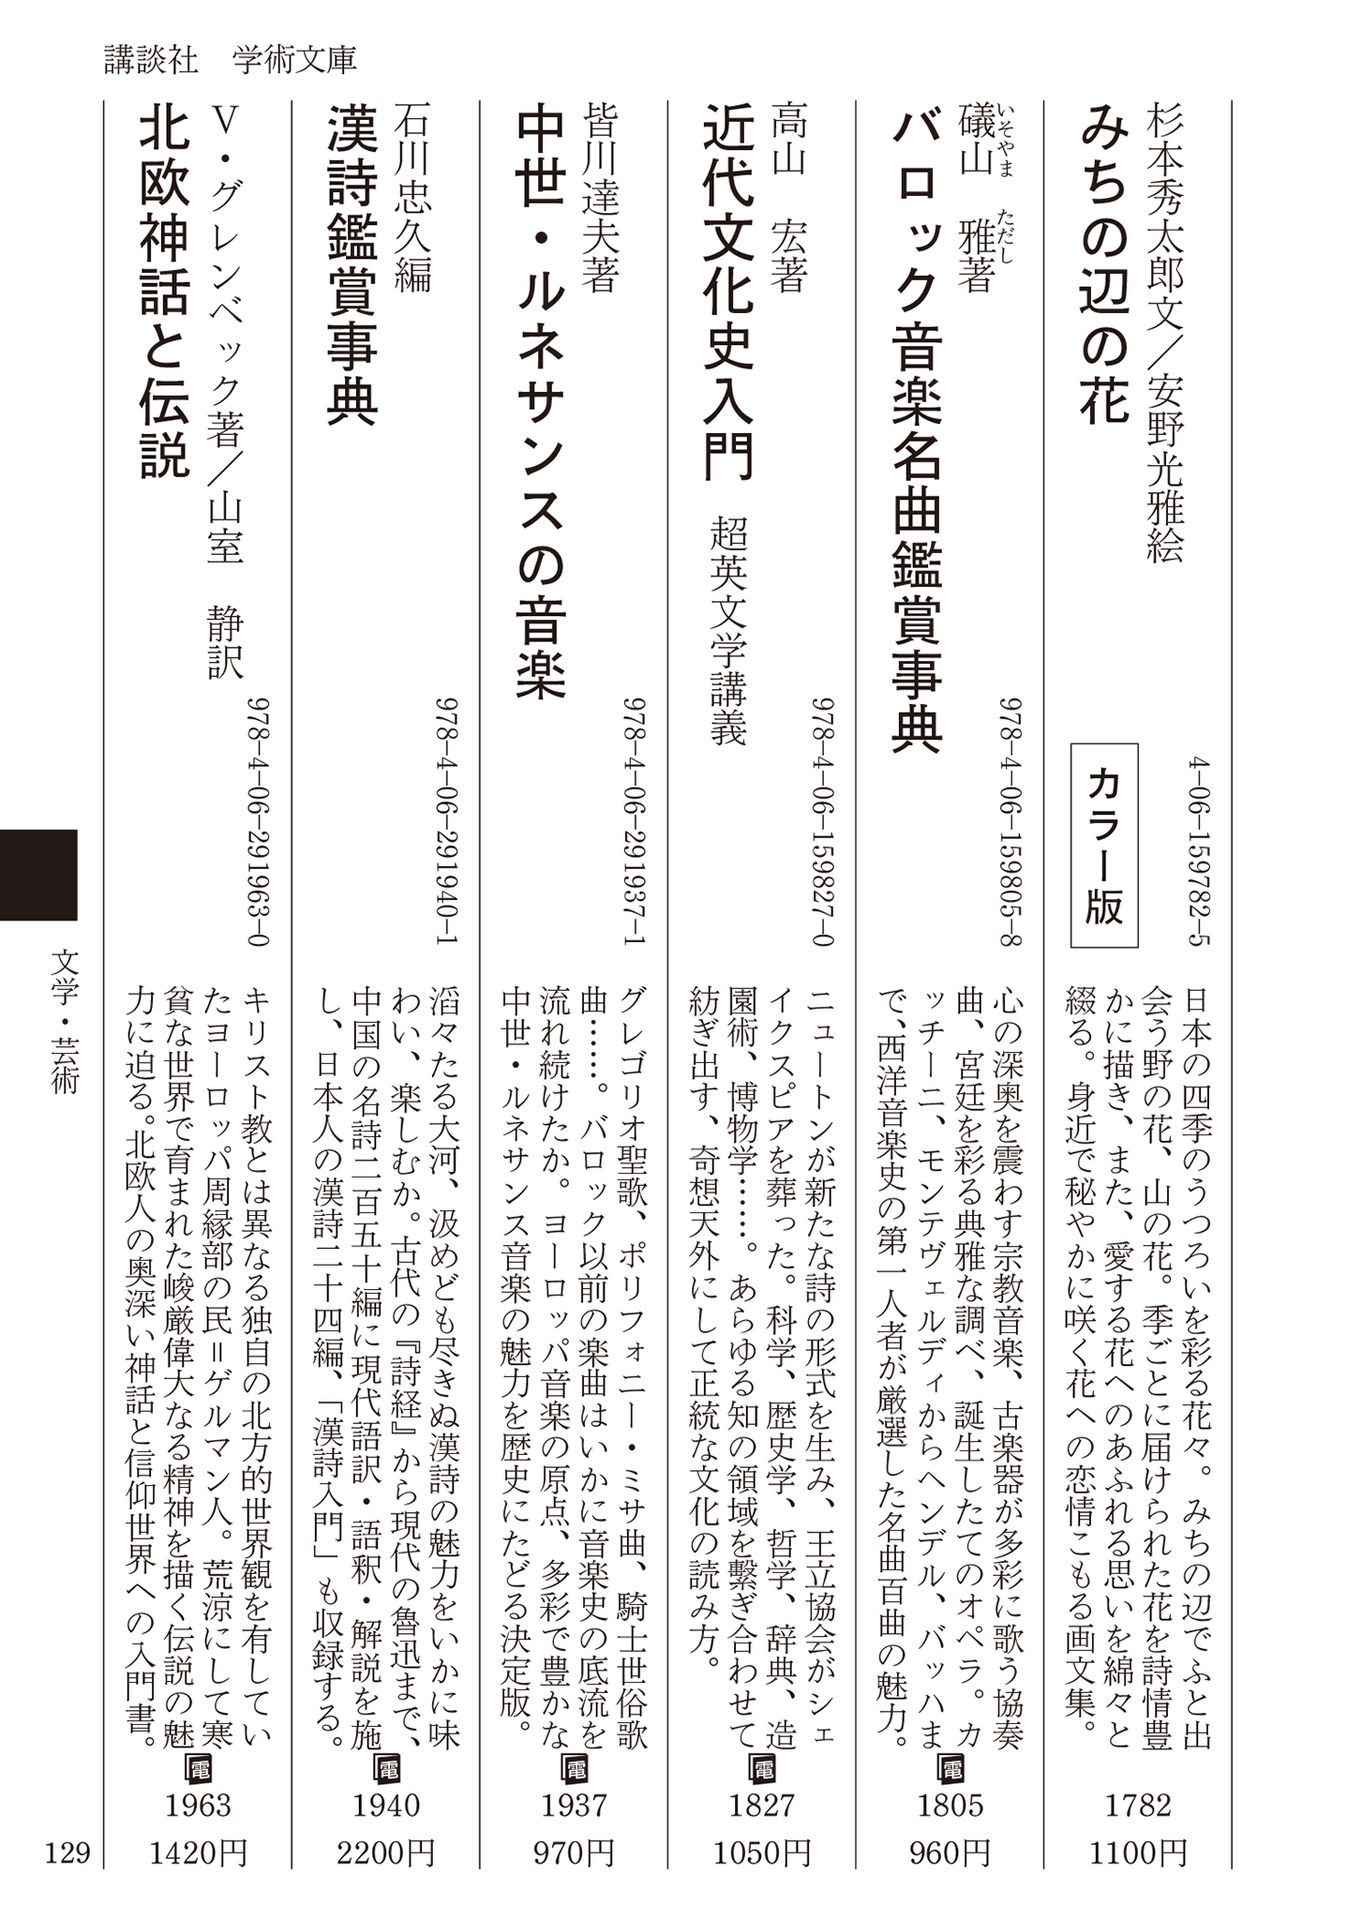 講談社　学術文庫
杉本秀太郎文／安野光雅絵
みちの辺の花
カラー版
4-06-159782-5
日本の四季のうつろいを彩る花々。みちの辺でふと出
会う野の花、山の花。季ごとに届けられた花を詩情豊
かに描き、また、愛する花へのあふれる思いを綿々と
綴る。身近で秘やかに咲く花への恋情こもる画文集。
1782
1100円
礒山　雅著
いそやま　ただし
バロック音楽名曲鑑賞事典
978-4-06-159805-8
心の深奥を震わす宗教音楽、古楽器が多彩に歌う協奏
曲、宮廷を彩る典雅な調べ、誕生したてのオペラ。カ
ッチーニ、モンテヴェルディからヘンデル、バッハま
で、西洋音楽史の第一人者が厳選した名曲百曲の魅力。
電
1805
960円
高山　宏著
近代文化史入門　超英文学講義
978-4-06-159827-0
ニュートンが新たな詩の形式を生み、王立協会がシェ
イクスピアを葬った。科学、歴史学、哲学、辞典、造
園術、博物学……。あらゆる知の領域を繋ぎ合わせて
紡ぎ出す、奇想天外にして正統な文化の読み方。
電
1827
1050円
皆川達夫著
中世・ルネサンスの音楽
978-4-06-291937-1
グレゴリオ聖歌、ポリフォニー・ミサ曲、騎士世俗歌
曲……。バロック以前の楽曲はいかに音楽史の底流を
流れ続けたか。ヨーロッパ音楽の原点、多彩で豊かな
中世・ルネサンス音楽の魅力を歴史にたどる決定版。
電
1937
970円
石川忠久編
漢詩鑑賞事典
978-4-06-291940-1
滔々たる大河、汲めども尽きぬ漢詩の魅力をいかに味
わい、楽しむか。古代の『詩経』から現代の魯迅まで、
中国の名詩二百五十編に現代語訳・語釈・解説を施
し、日本人の漢詩二十四編、「漢詩入門」も収録する。
電
1940
2200円
V・グレンベック著／山室　静訳
北欧神話と伝説
978-4-06-291963-0
キリスト教とは異なる独自の北方的世界観を有してい
たヨーロッパ周縁部の民＝ゲルマン人。荒涼にして寒
貧な世界で育まれた峻厳偉大なる精神を描く伝説の魅
力に迫る。北欧人の奥深い神話と信仰世界への入門書。
電
1963
1420円
文学・芸術
129